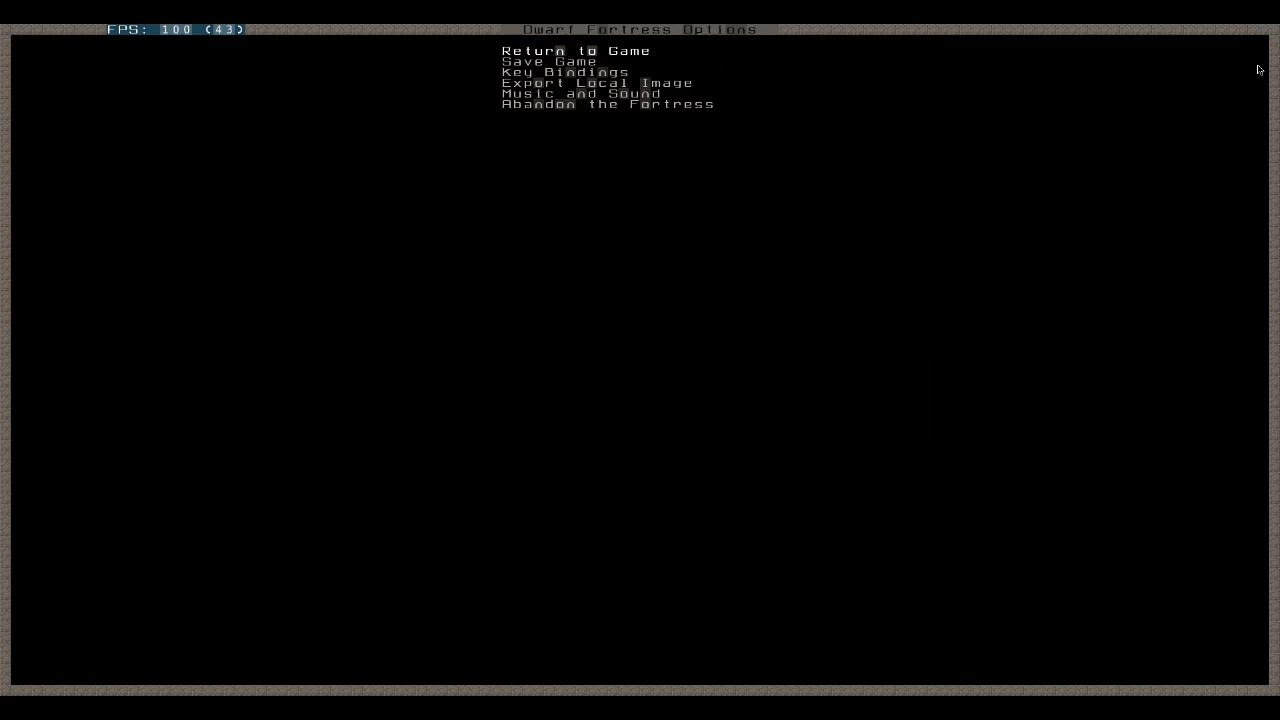 FPS: 100 (43)
Dwarf Fortress Options
Return to Game
Save Game
Key Bindings
Export Local Image
Music and Sound
Abandon the Fortress